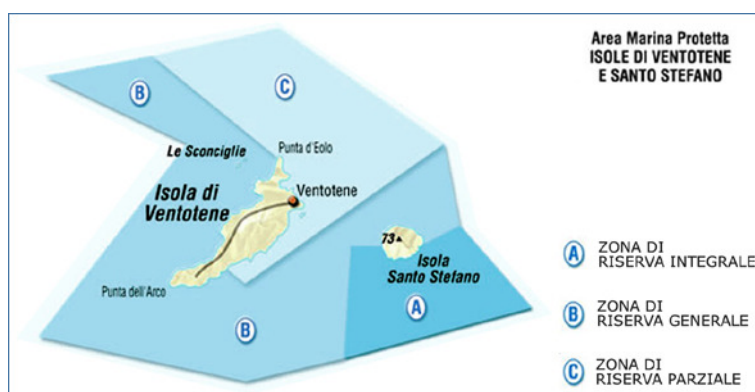 Area Marina Protetta
ISOLE DI VENTOTENE
E SANTO STEFANO
C
B
Le Sconciglie
Punta d'Eolo
Isola di
Ventotene
Ventotene
73
Isola
Santo Stefano
Punta dell'Arco
A
B
A ZONA DI
RISERVA INTEGRALE
B ZONA DI
RISERVA GENERALE
C ZONA DI
RISERVA PARZIALE